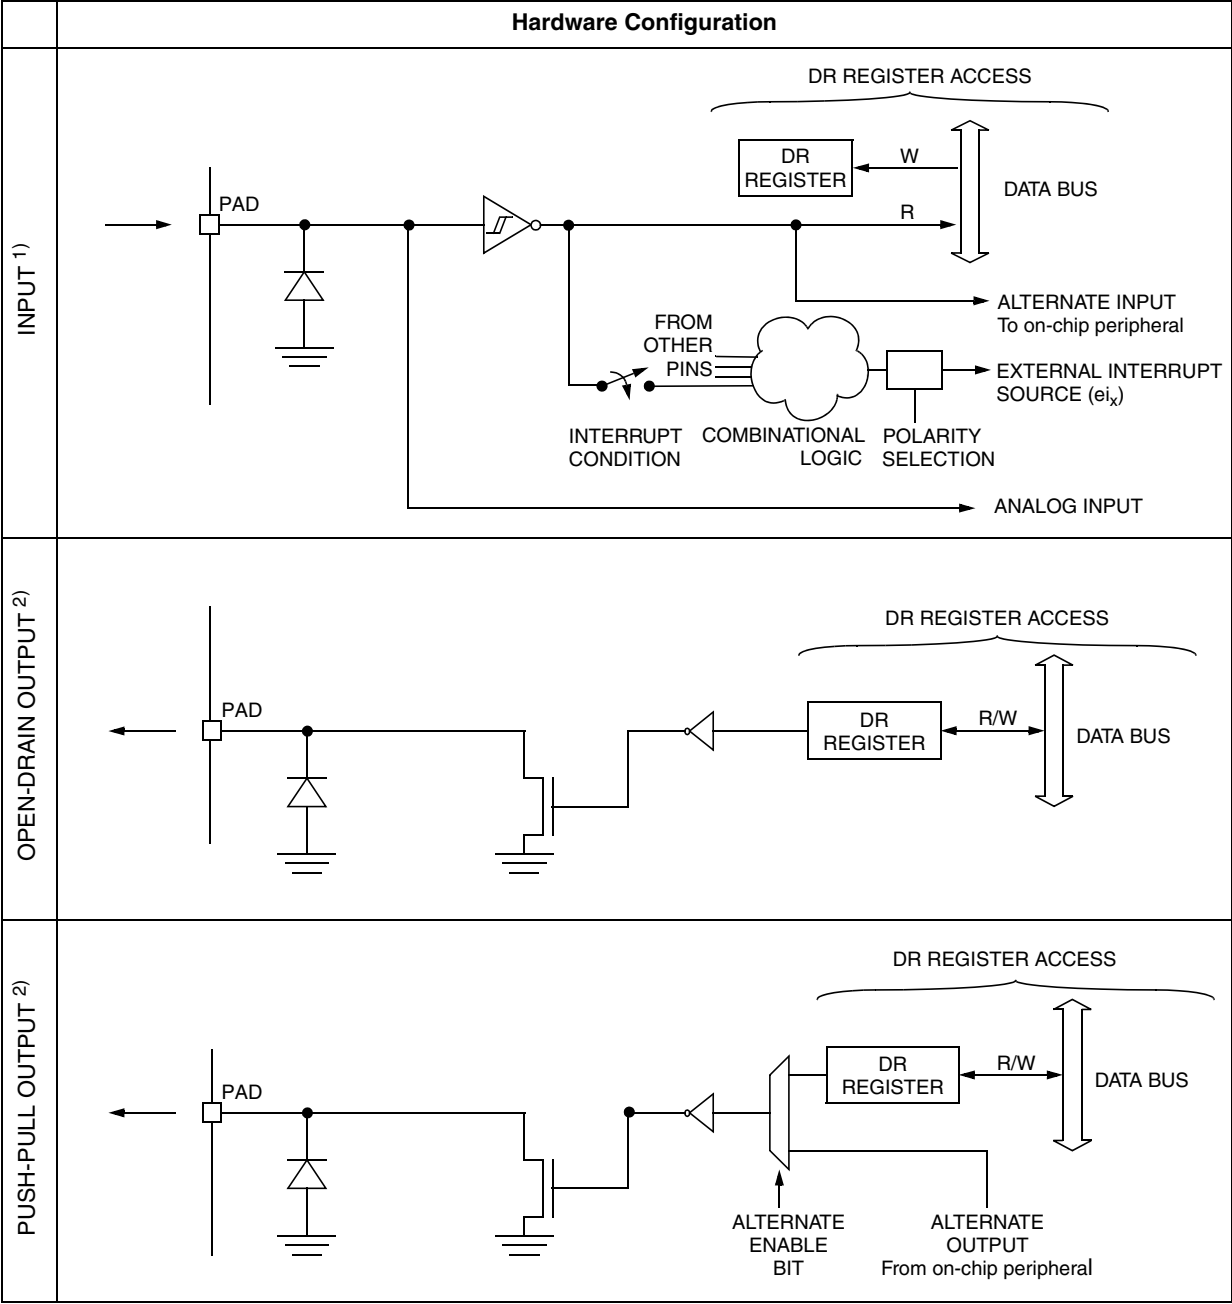 Hardware Configuration
INPUT 1)
DR REGISTER ACCESS
DR
REGISTER
W
DATA BUS
PAD
R
ALTERNATE INPUT
To on-chip peripheral
FROM
OTHER
PINS
EXTERNAL INTERRUPT
SOURCE (eix)
INTERRUPT
CONDITION
COMBINATIONAL
LOGIC
POLARITY
SELECTION
ANALOG INPUT
OPEN-DRAIN OUTPUT 2)
DR REGISTER ACCESS
PAD
DR
REGISTER
R/W
DATA BUS
PUSH-PULL OUTPUT 2)
DR REGISTER ACCESS
PAD
DR
REGISTER
R/W
DATA BUS
ALTERNATE
ENABLE
BIT
ALTERNATE
OUTPUT
From on-chip peripheral